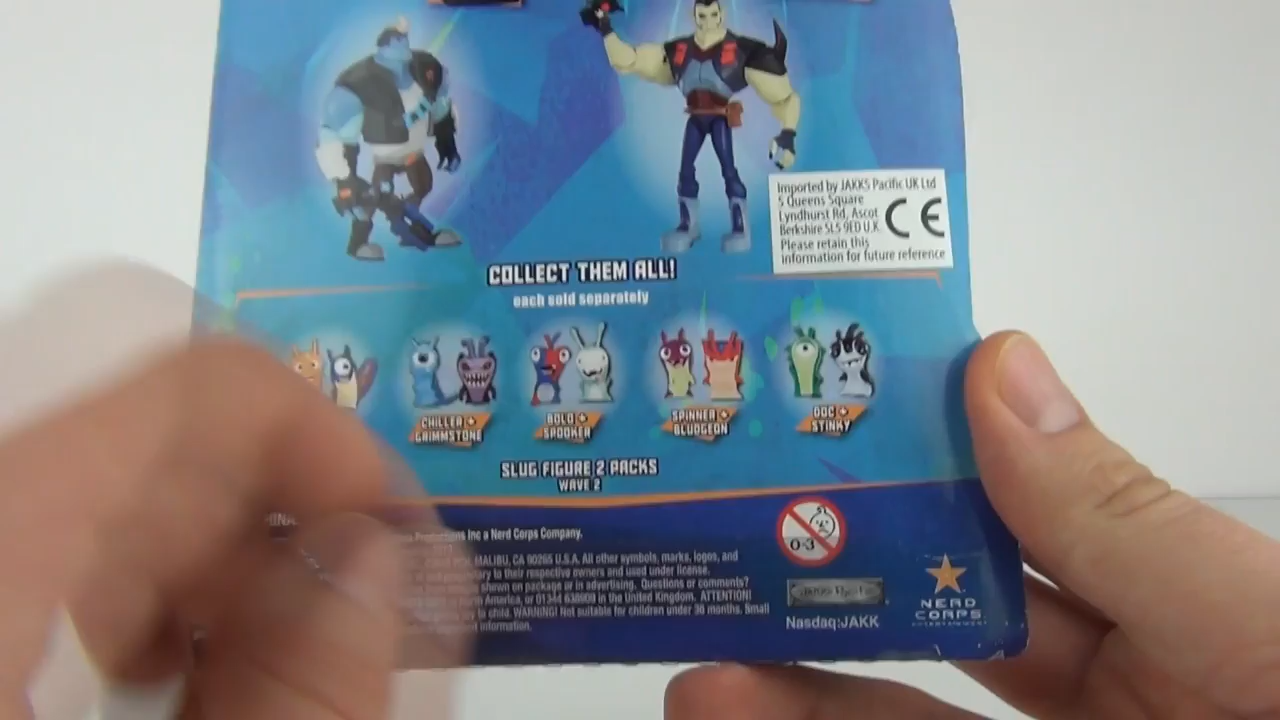 Imported by JAKKS Pacific UK Ltd
5 Queens Square
Lyndhurst Rd, Ascot
Berkshire SL5 9ED U.K.
Please retain this
information for future reference
CE
COLLECT THEM ALL!
each sold separately
CHILLER +
GRIMMSTONE
BOLO +
SPOOKER
SPINNER +
BLUDGEON
DOC +
STINKY
SLUG FIGURE 2 PACKS
WAVE 2
Productions Inc a Nerd Corps Company.
MALIBU, CA 90265 U.S.A. All other symbols, marks, logos, and
to their respective owners and used under license.
shown on package or in advertising. Questions or comments?
America, or 01344 638909 in the United Kingdom. ATTENTION!
to child. WARNING! Not suitable for children under 36 months. Small
information.
0-3
JAKKS Pacific
Nasdaq:JAKK
NERD
CORPS
ENTERTAINMENT